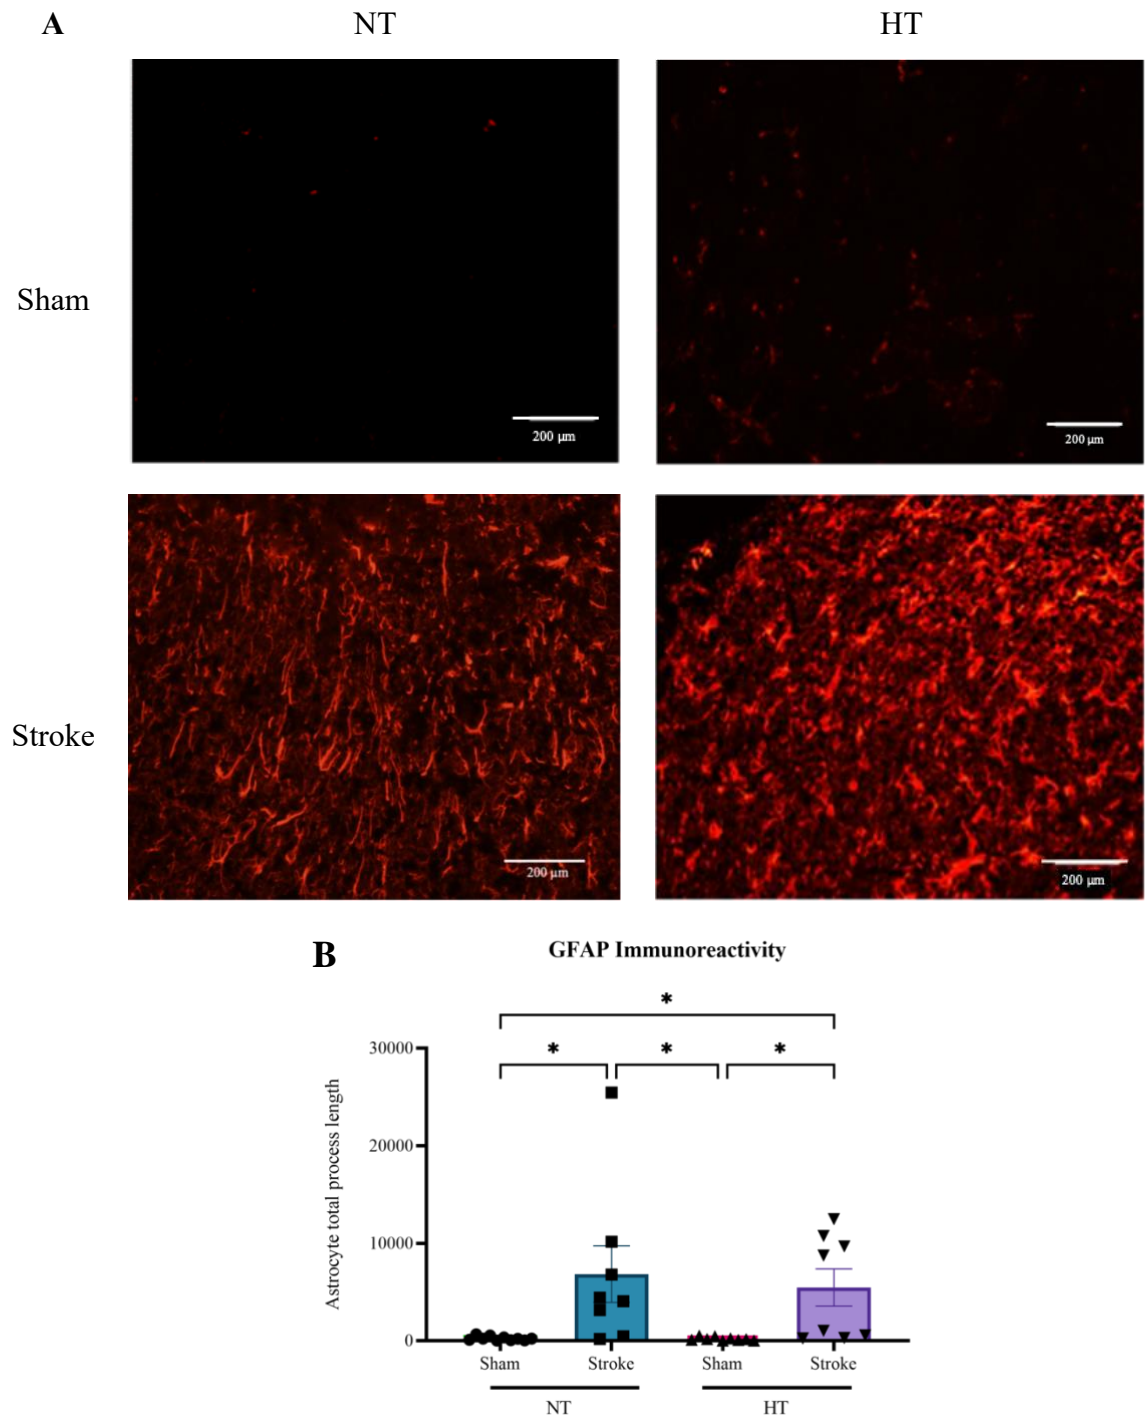 A
NT
HT
Sham
200 µm
200 µm
Stroke
200 µm
200 µm
B
GFAP Immunoreactivity
*
* * *
Astrocyte total process length
30000
20000
10000
0
Sham Stroke Sham Stroke
NT HT